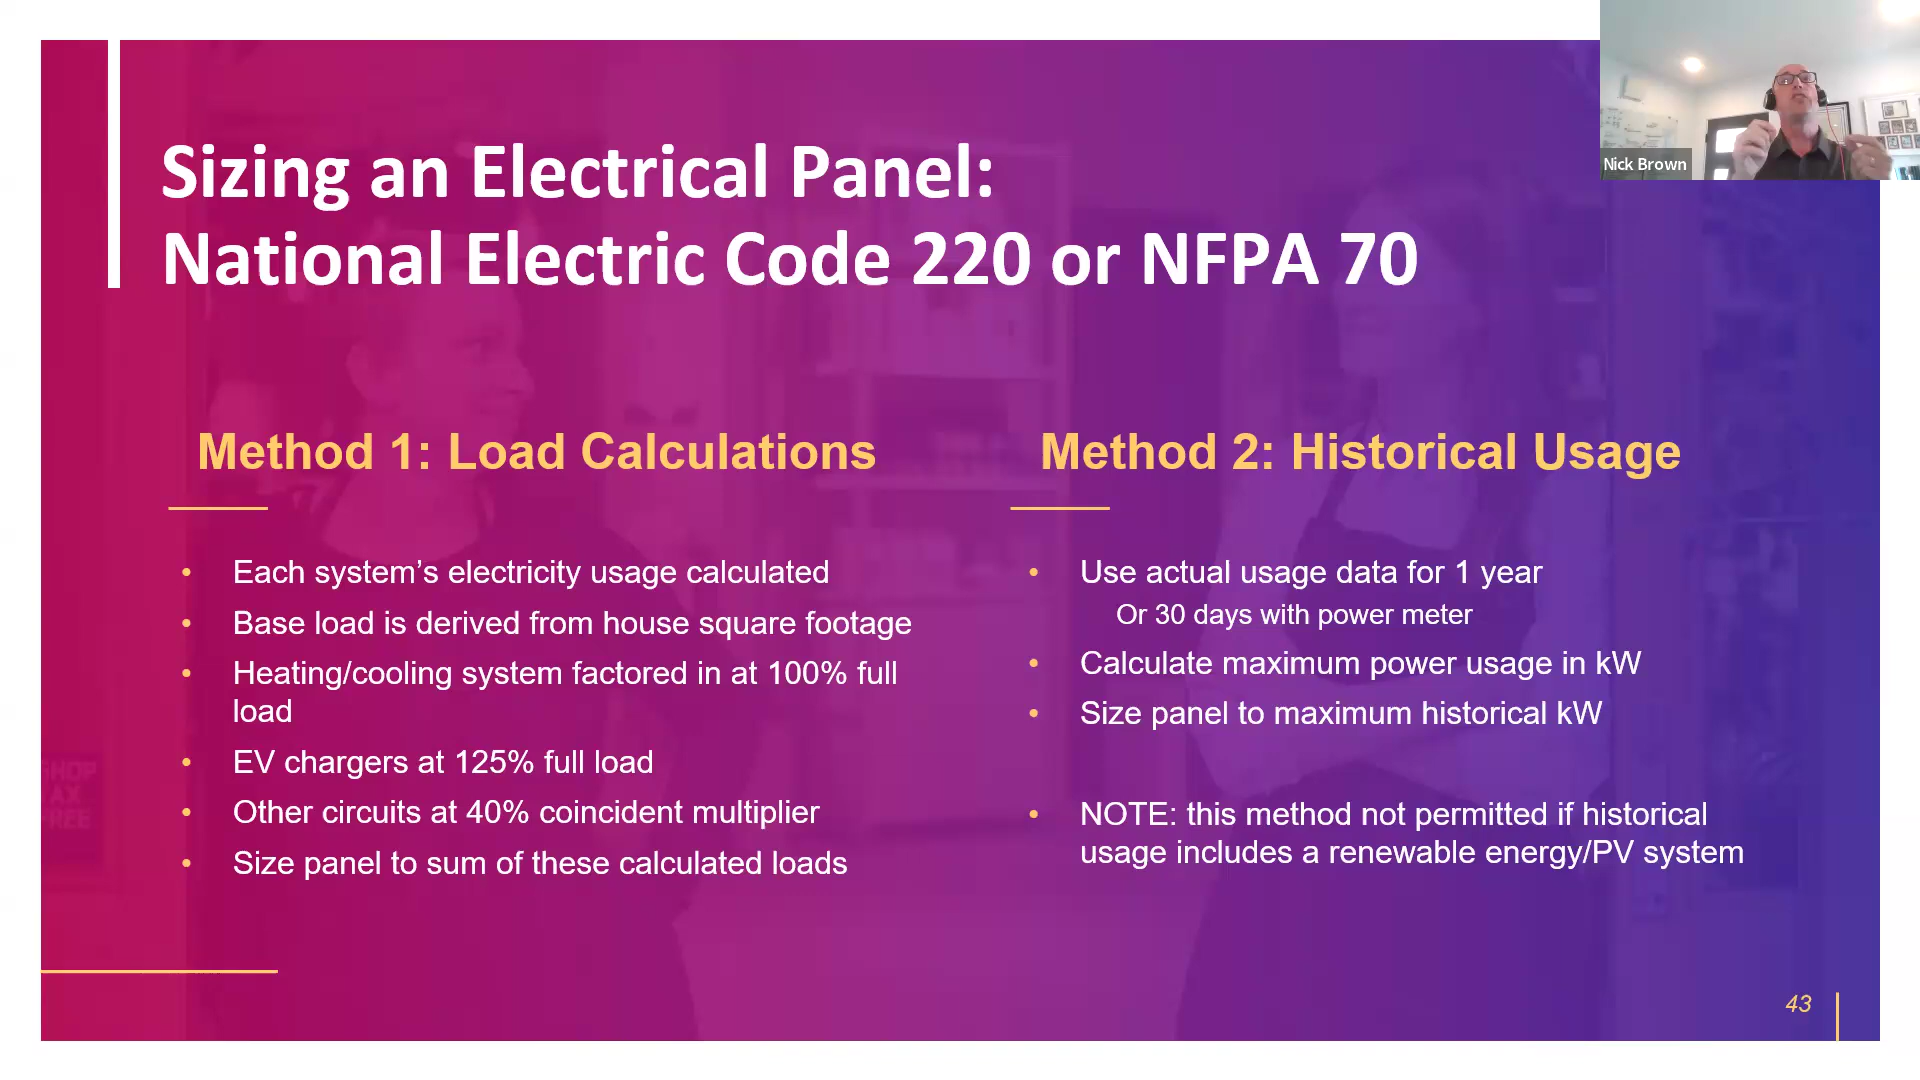 Nick Brown
Sizing an Electrical Panel:
National Electric Code 220 or NFPA 70
Method 1: Load Calculations
• Each system’s electricity usage calculated
• Base load is derived from house square footage
• Heating/cooling system factored in at 100% full
load
• EV chargers at 125% full load
• Other circuits at 40% coincident multiplier
• Size panel to sum of these calculated loads
Method 2: Historical Usage
• Use actual usage data for 1 year
Or 30 days with power meter
• Calculate maximum power usage in kW
• Size panel to maximum historical kW
• NOTE: this method not permitted if historical
usage includes a renewable energy/PV system
SHOP
TAX
FREE
43